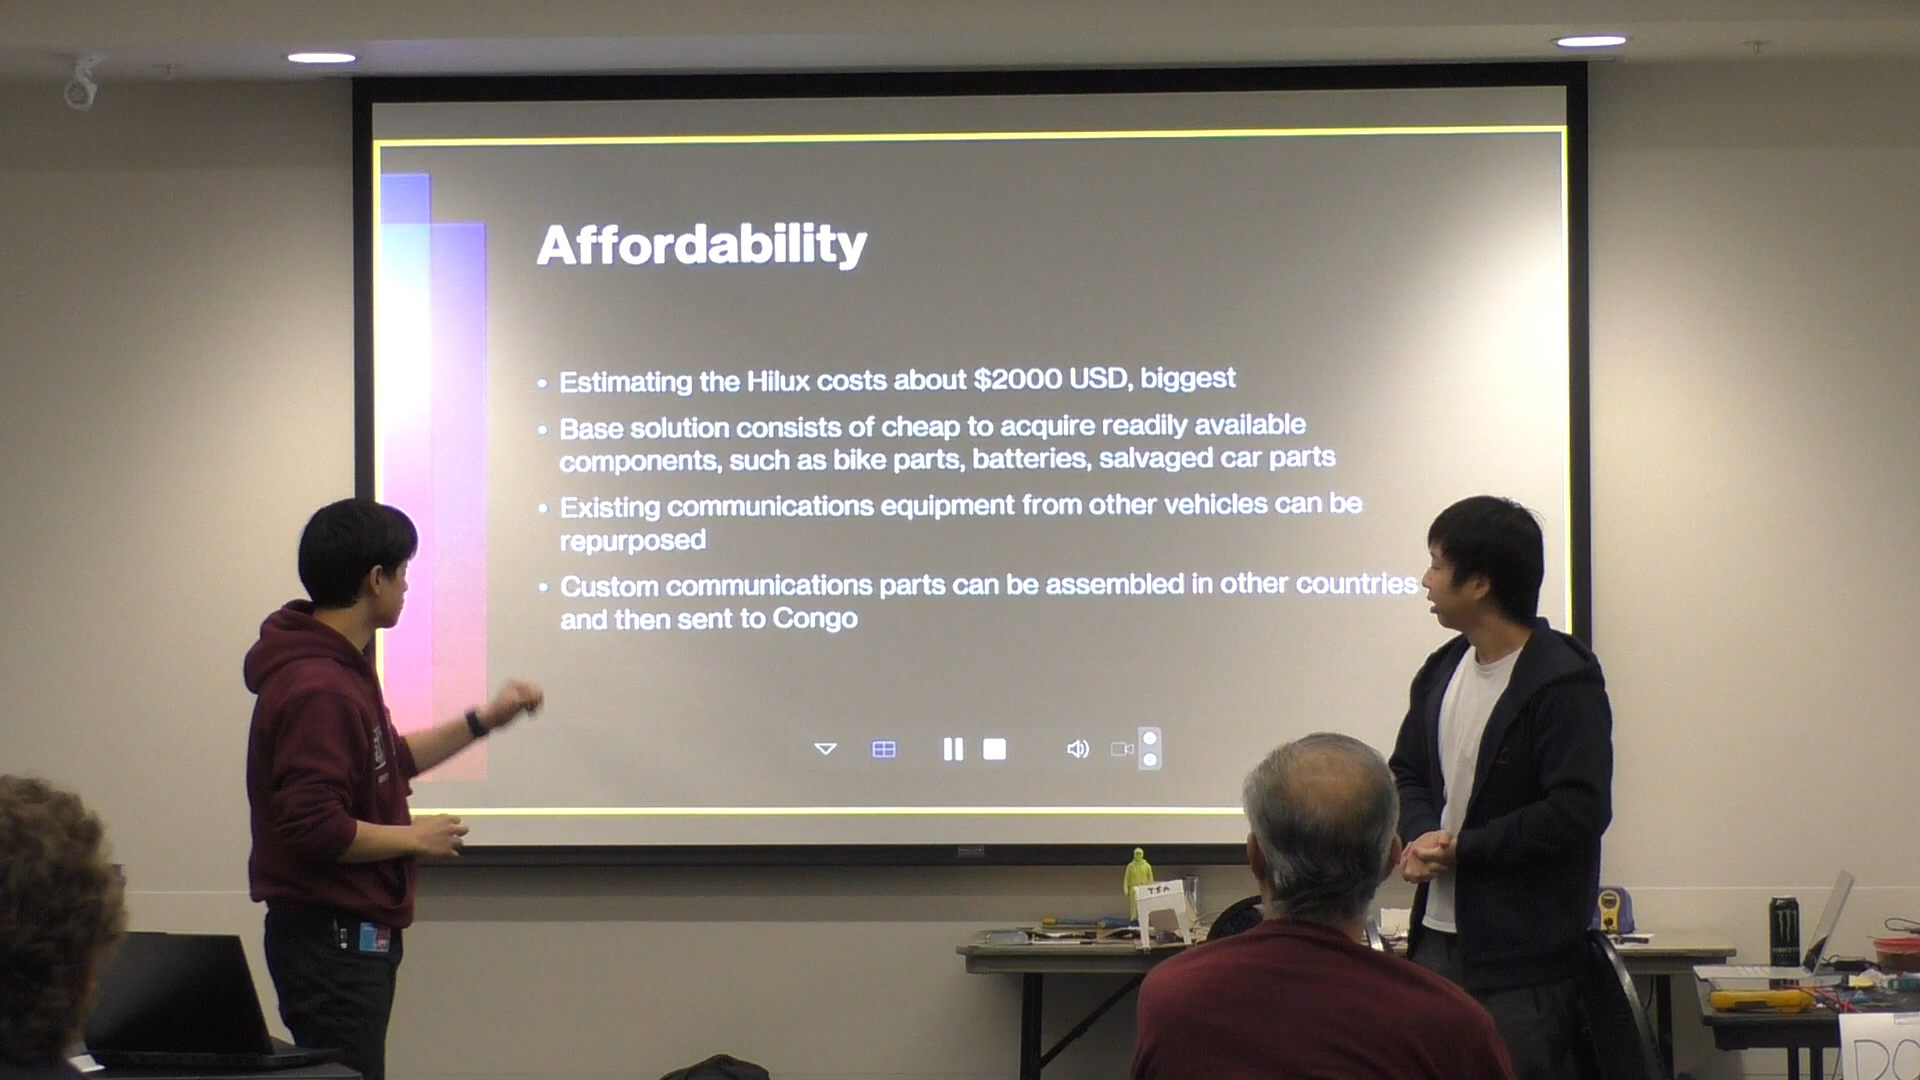 Affordability
• Estimating the Hilux costs about $2000 USD, biggest
• Base solution consists of cheap to acquire readily available
components, such as bike parts, batteries, salvaged car parts
• Existing communications equipment from other vehicles can be
repurposed
• Custom communications parts can be assembled in other countries
and then sent to Congo
TSA
DO